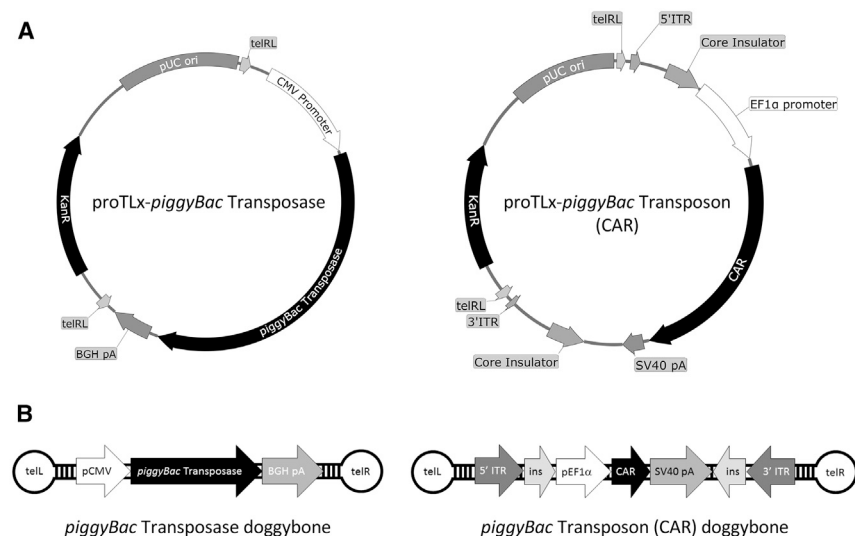 A
telRL
pUC ori
CMV Promoter
KanR
proTLx-piggyBac Transposase
piggyBac Transposase
telRL
BGH pA
telRL
5'ITR
Core Insulator
pUC ori
EF1α promoter
KanR
proTLx-piggyBac Transposon
(CAR)
CAR
telRL
3'ITR
Core Insulator
SV40 pA
B
telL
pCMV
piggyBac Transposase
BGH pA
telR
piggyBac Transposase doggybone
telL
5' ITR
ins
pEF1α
CAR
SV40 pA
ins
3' ITR
telR
piggyBac Transposon (CAR) doggybone